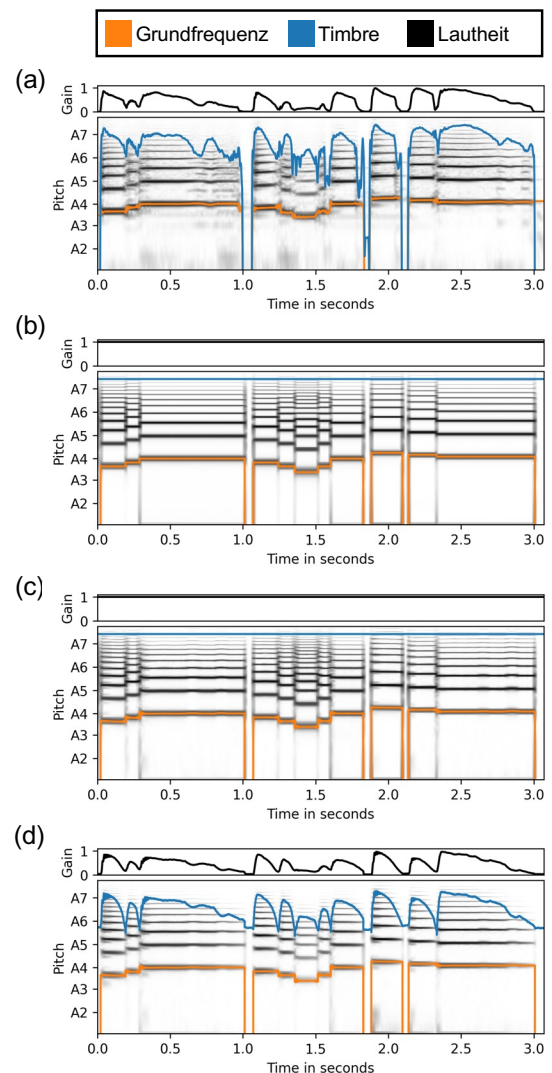 Grundfrequenz Timbre Lautheit
(a)
1
0
Gain
A7
A6
A5
A4
A3
A2
Pitch
0.0 0.5 1.0 1.5 2.0 2.5 3.0
Time in seconds
(b)
1
0
Gain
A7
A6
A5
A4
A3
A2
Pitch
0.0 0.5 1.0 1.5 2.0 2.5 3.0
Time in seconds
(c)
1
0
Gain
A7
A6
A5
A4
A3
A2
Pitch
0.0 0.5 1.0 1.5 2.0 2.5 3.0
Time in seconds
(d)
1
0
Gain
A7
A6
A5
A4
A3
A2
Pitch
0.0 0.5 1.0 1.5 2.0 2.5 3.0
Time in seconds